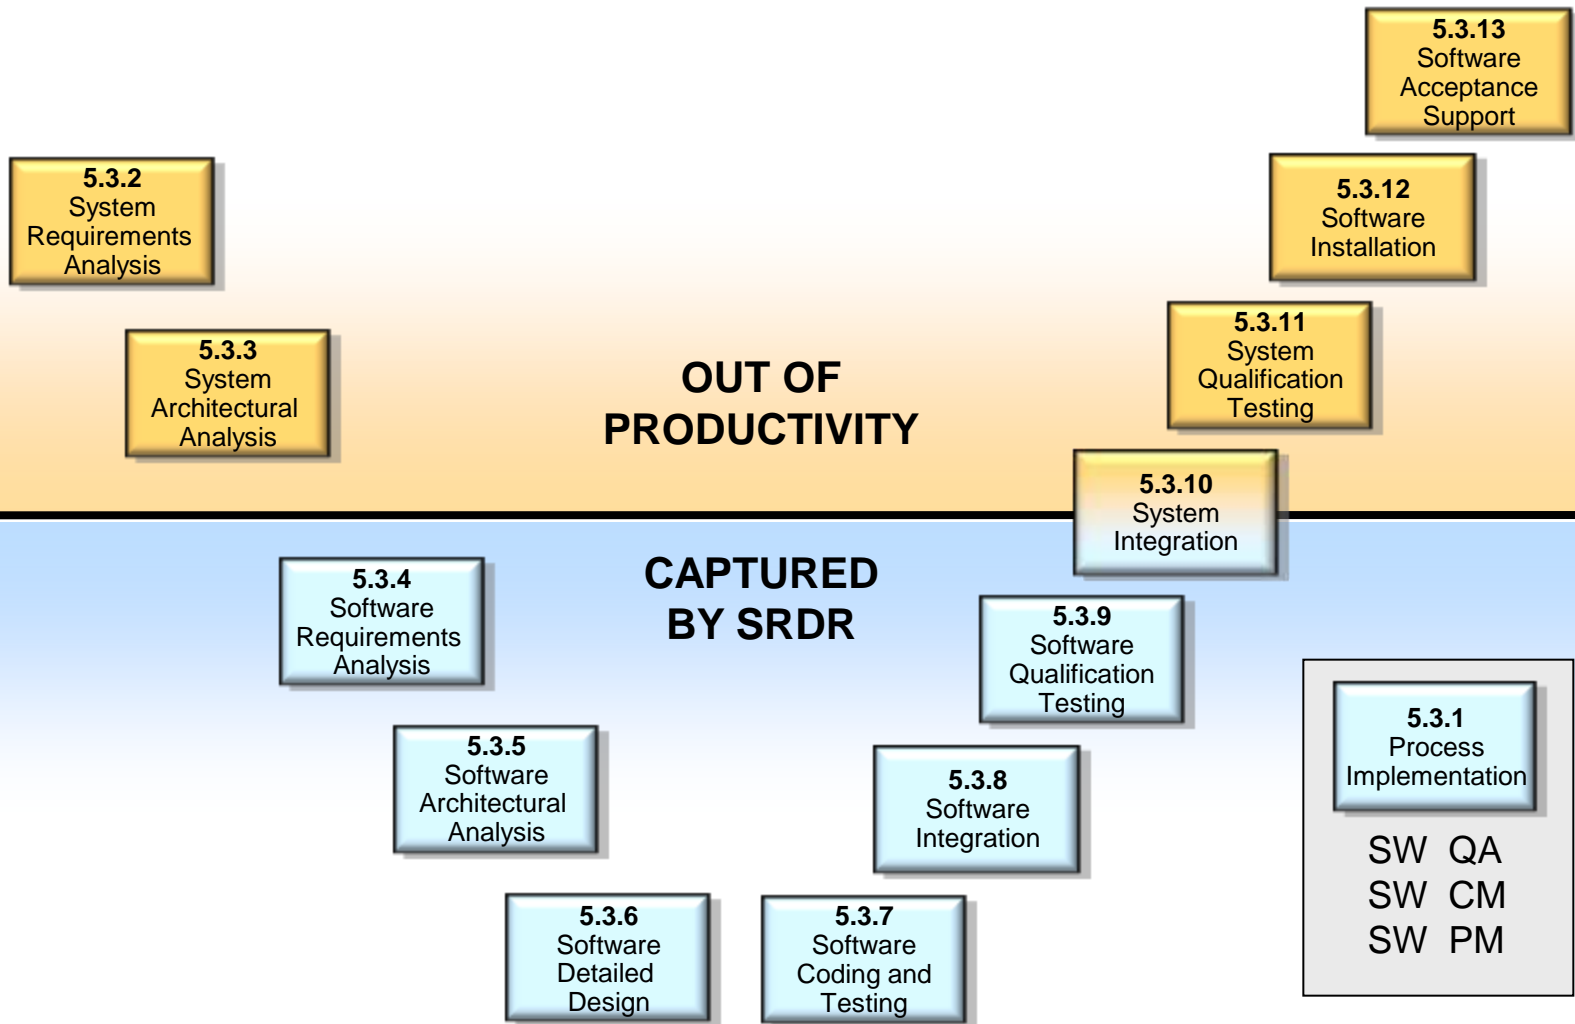 5.3.13
Software
Acceptance
Support
5.3.2
System
Requirements
Analysis
5.3.12
Software
Installation
5.3.3
System
Architectural
Analysis
OUT OF
PRODUCTIVITY
5.3.11
System
Qualification
Testing
5.3.10
System
Integration
5.3.4
Software
Requirements
Analysis
CAPTURED
BY SRDR
5.3.9
Software
Qualification
Testing
5.3.5
Software
Architectural
Analysis
5.3.8
Software
Integration
5.3.1
Process
Implementation
SW QA
SW CM
SW PM
5.3.6
Software
Detailed
Design
5.3.7
Software
Coding and
Testing